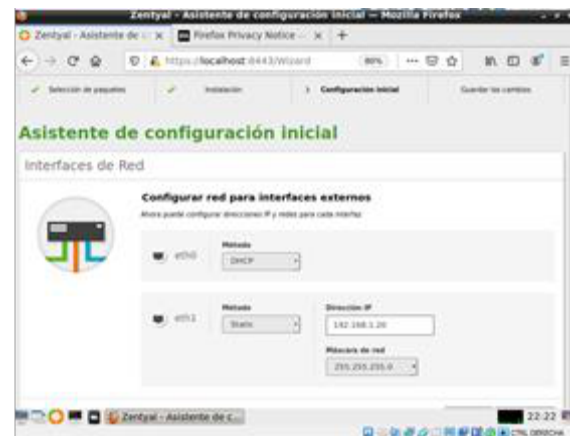 Zentyal - Asistente de configuración inicial — Mozilla Firefox
Zentyal - Asistente de
Firefox Privacy Notice
https://localhost:8443/Wizard
80%
Selección de paquetes
Instalación
Configuración inicial
Guardar los cambios
Asistente de configuración inicial
Interfaces de Red
Configurar red para interfaces externos
Ahora puede configurar direcciones IP y redes para cada interfaz
eth0
Método
DHCP
eth1
Método
Static
Dirección IP
192.168.1.20
Máscara de red
255.255.255.0
Zentyal - Asistente de c...
22:22
CTRL DERECHA